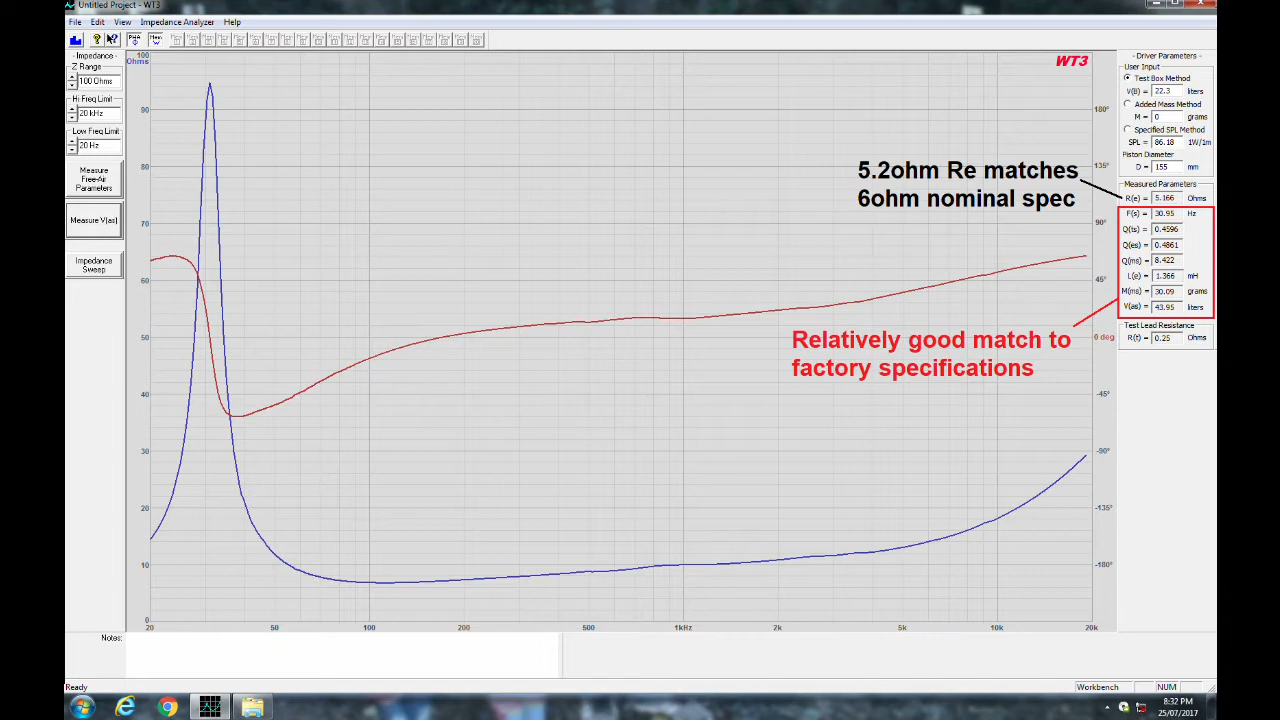 Untitled Project - WT3
File Edit View Impedance Analyzer Help
PHA
Mem
- Impedance -
Z Range
100 Ohms
Hi Freq Limit
20 kHz
Low Freq Limit
20 Hz
Measure
Free-Air
Parameters
Measure V(as)
Impedance
Sweep
100
Ohms
90
80
70
60
50
40
30
20
10
0
20 50 100 200 500 1kHz 2k 5k 10k 20k
WT3
180°
135°
90°
45°
0 deg
-45°
-90°
-135°
-180°
5.2ohm Re matches
6ohm nominal spec
Relatively good match to
factory specifications
- Driver Parameters -
User Input
Test Box Method
V(B) = 22.3 liters
Added Mass Method
M = 0 grams
Specified SPL Method
SPL = 86.18 1W/1m
Piston Diameter
D = 155 mm
Measured Parameters
R(e) = 5.166 Ohms
F(s) = 30.95 Hz
Q(ts) = 0.4596
Q(es) = 0.4861
Q(ms) = 8.422
L(e) = 1.366 mH
M(ms) = 30.09 grams
V(as) = 43.95 liters
Test Lead Resistance
R(t) = 0.25 Ohms
Notes:
Ready
Workbench NUM
8:32 PM
25/07/2017